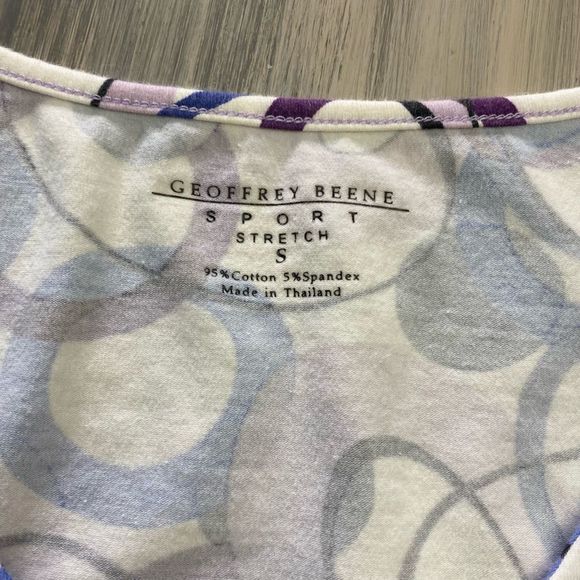 GEOFFREY BEENE
SPORT
STRETCH
S
95% Cotton 5% Spandex
Made in Thailand